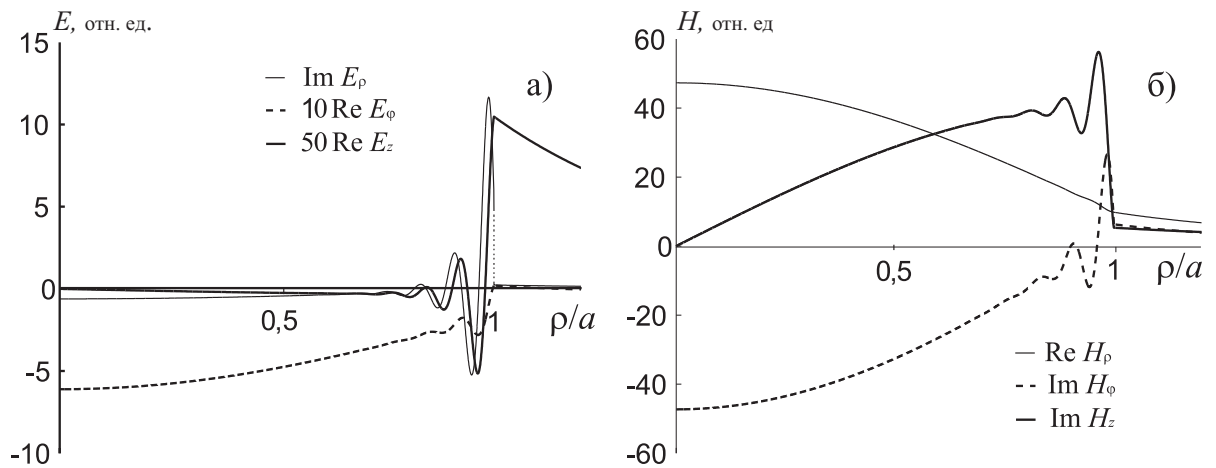 E, отн. ед.
15
10
5
0
-5
-10
0,5
1
ρ/a
а)
Im Eρ
10 Re Eφ
50 Re Ez
H, отн. ед
60
40
20
0
-20
-40
-60
0,5
1
ρ/a
б)
Re Hρ
Im Hφ
Im Hz